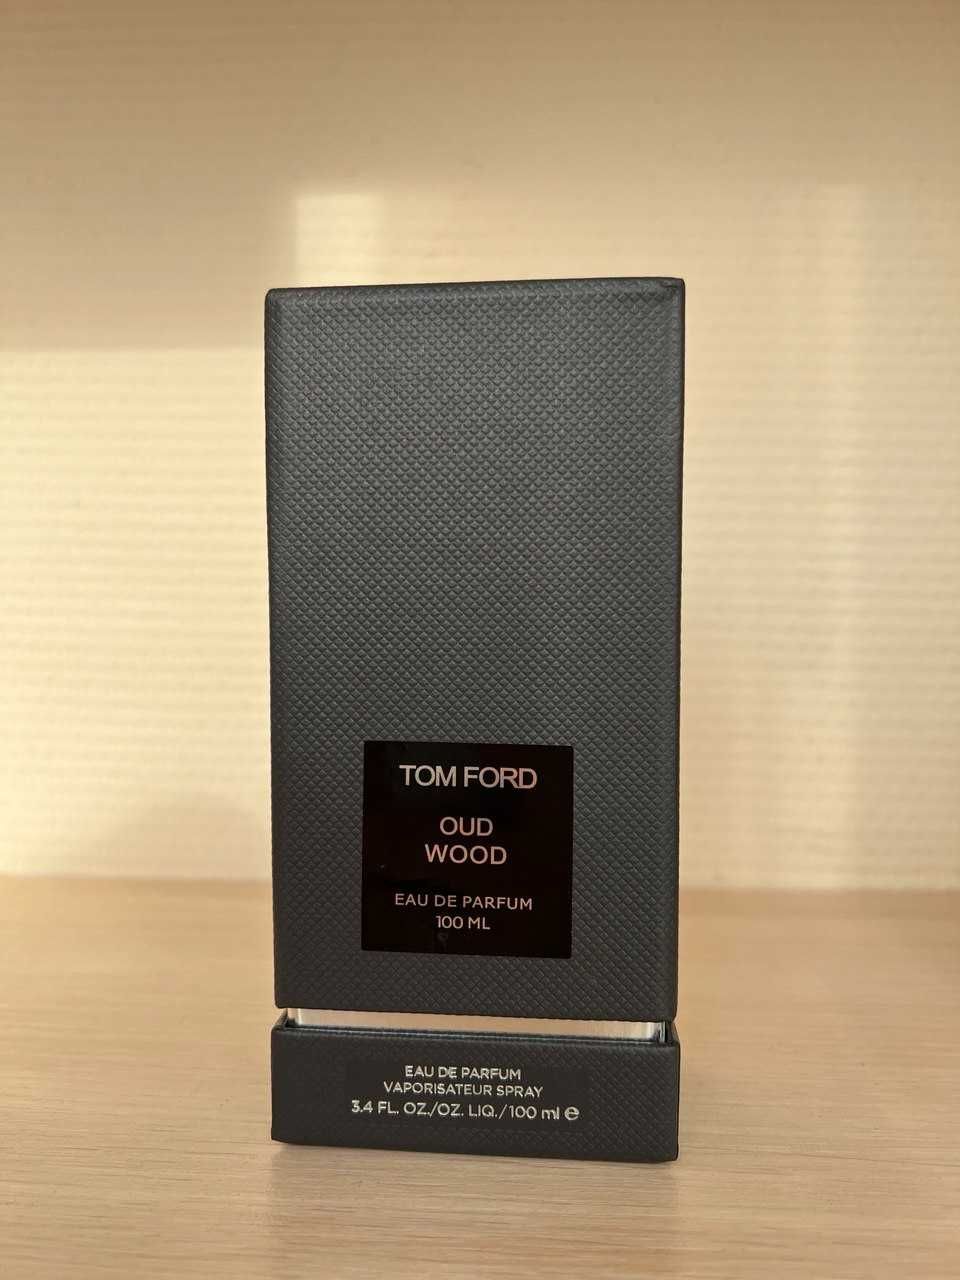 TOM FORD
OUD
WOOD
EAU DE PARFUM
100 ML
EAU DE PARFUM
VAPORISATEUR SPRAY
3.4 FL. OZ./OZ. LIQ./100 ml ℮